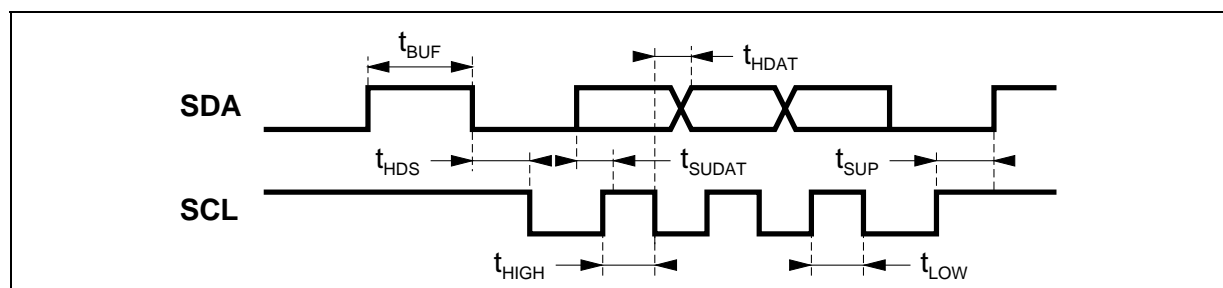 tBUF
tHDAT
SDA
tHDS
tSUDAT
tSUP
SCL
tHIGH
tLOW